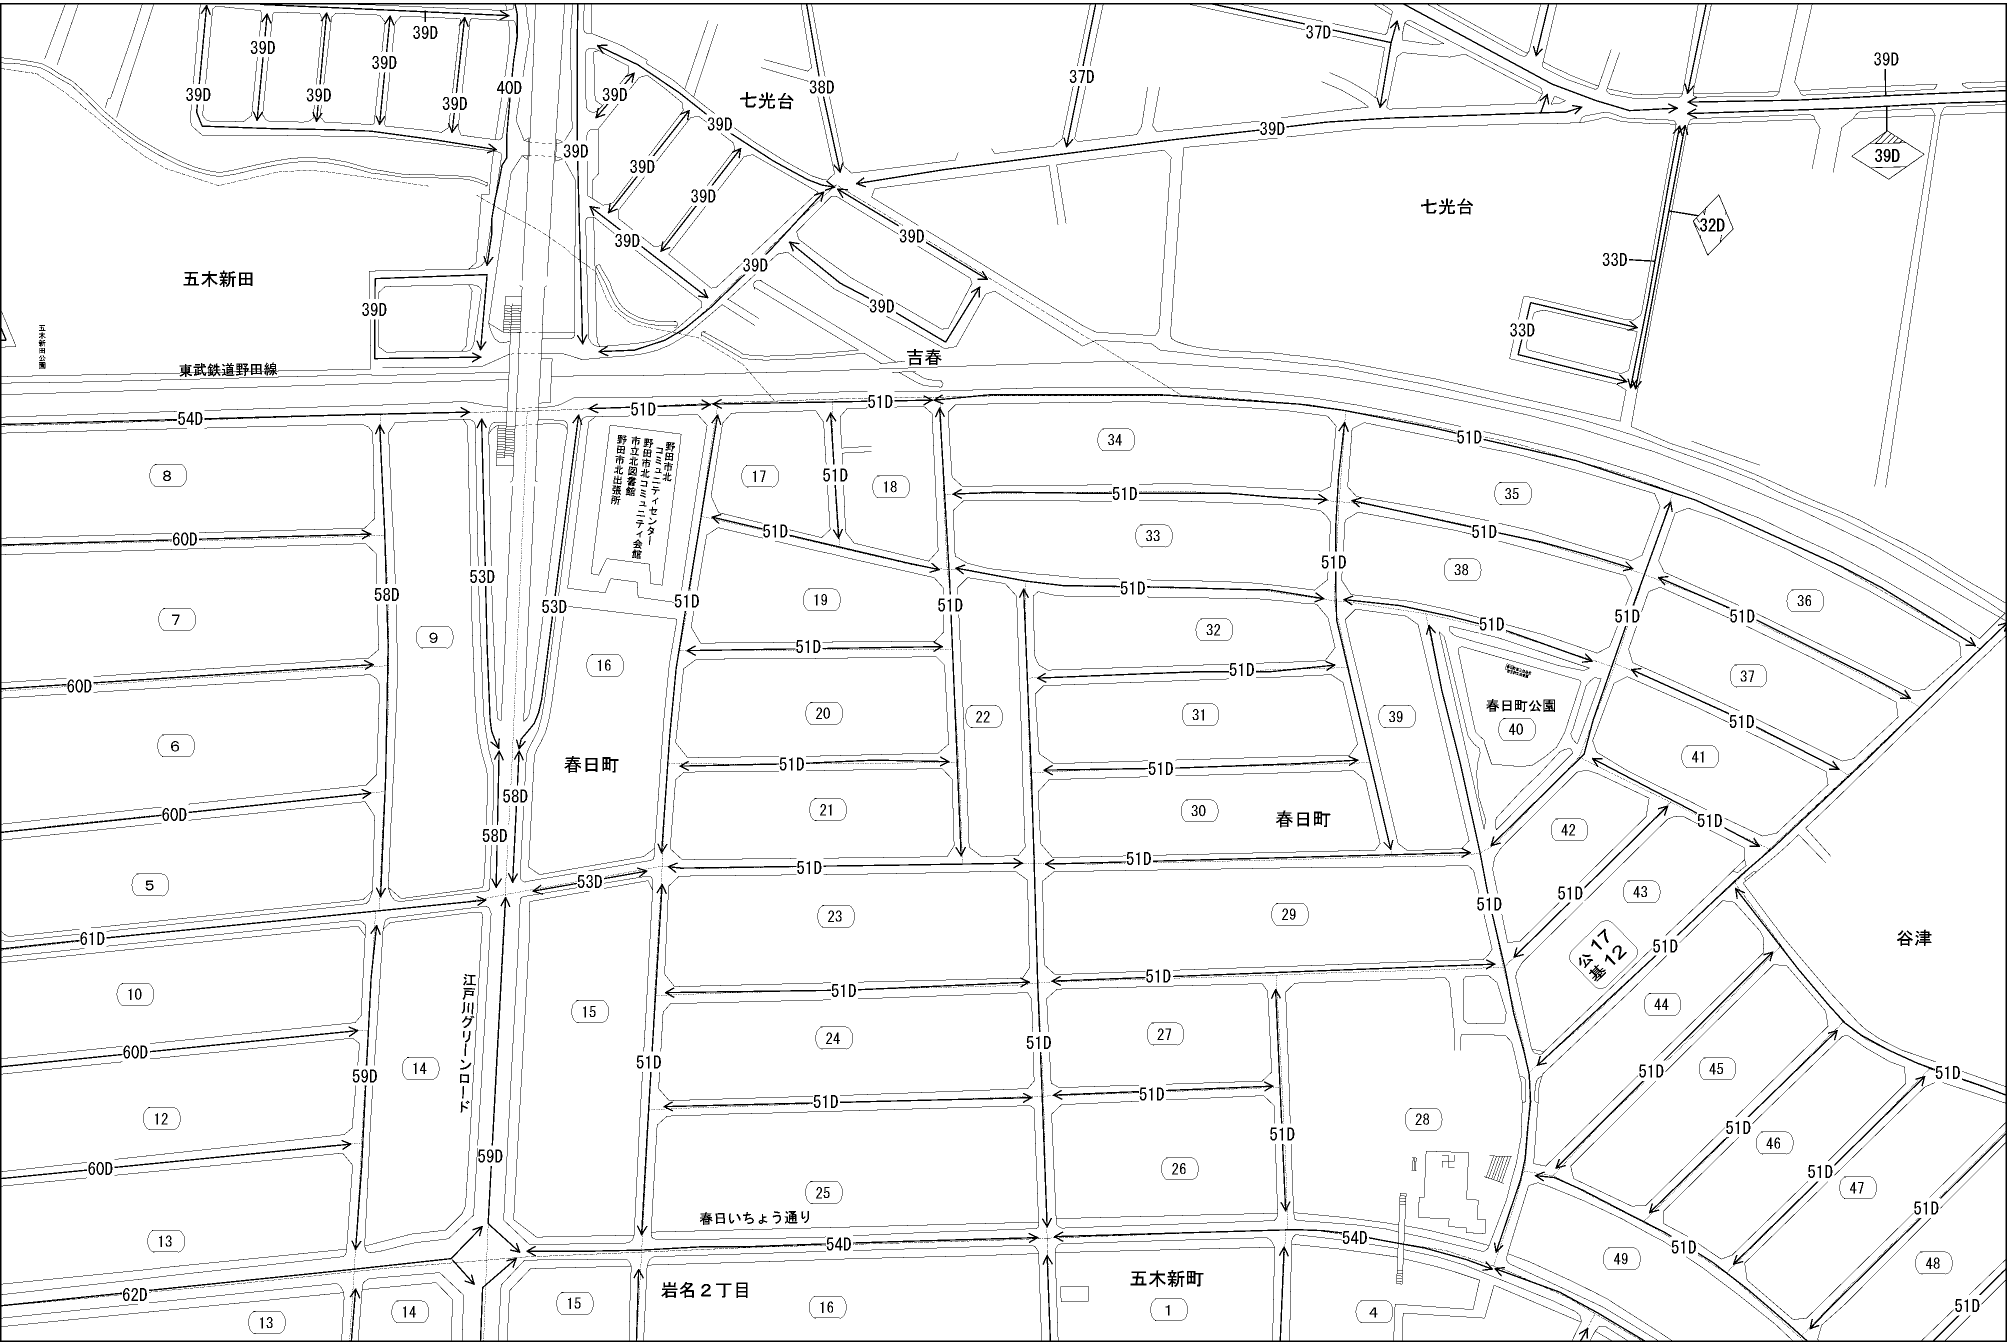 39D
39D
39D
39D
39D
39D
39D
40D
39D
39D
39D
39D
39D
39D
39D
39D
39D
39D
39D
38D
37D
37D
39D
39D
39D
32D
33D
33D
七光台
七光台
五木新田
五木新田公園
吉春
東武鉄道野田線
54D
51D
51D
51D
野田市北
コミュニティセンター
野田市北コミュニティ会館
市立北図書館
野田市北出張所
8
17
18
34
35
51D
51D
51D
51D
60D
51D
33
53D
58D
53D
51D
51D
51D
51D
38
36
7
9
19
51D
51D
51D
51D
32
16
51D
51D
60D
37
春日町公園
40
6
20
22
31
39
51D
41
春日町
51D
51D
60D
58D
58D
21
30
春日町
42
51D
5
51D
51D
53D
51D
51D
43
61D
23
29
51D
公17
基12
谷津
10
江戸川グリーンロード
15
51D
51D
44
60D
14
59D
51D
24
51D
27
51D
45
51D
12
51D
51D
28
51D
51D
46
60D
59D
26
51D
47
13
25
春日いちょう通り
54D
54D
51D
51D
49
48
62D
岩名２丁目
五木新町
13
14
15
16
1
4
51D